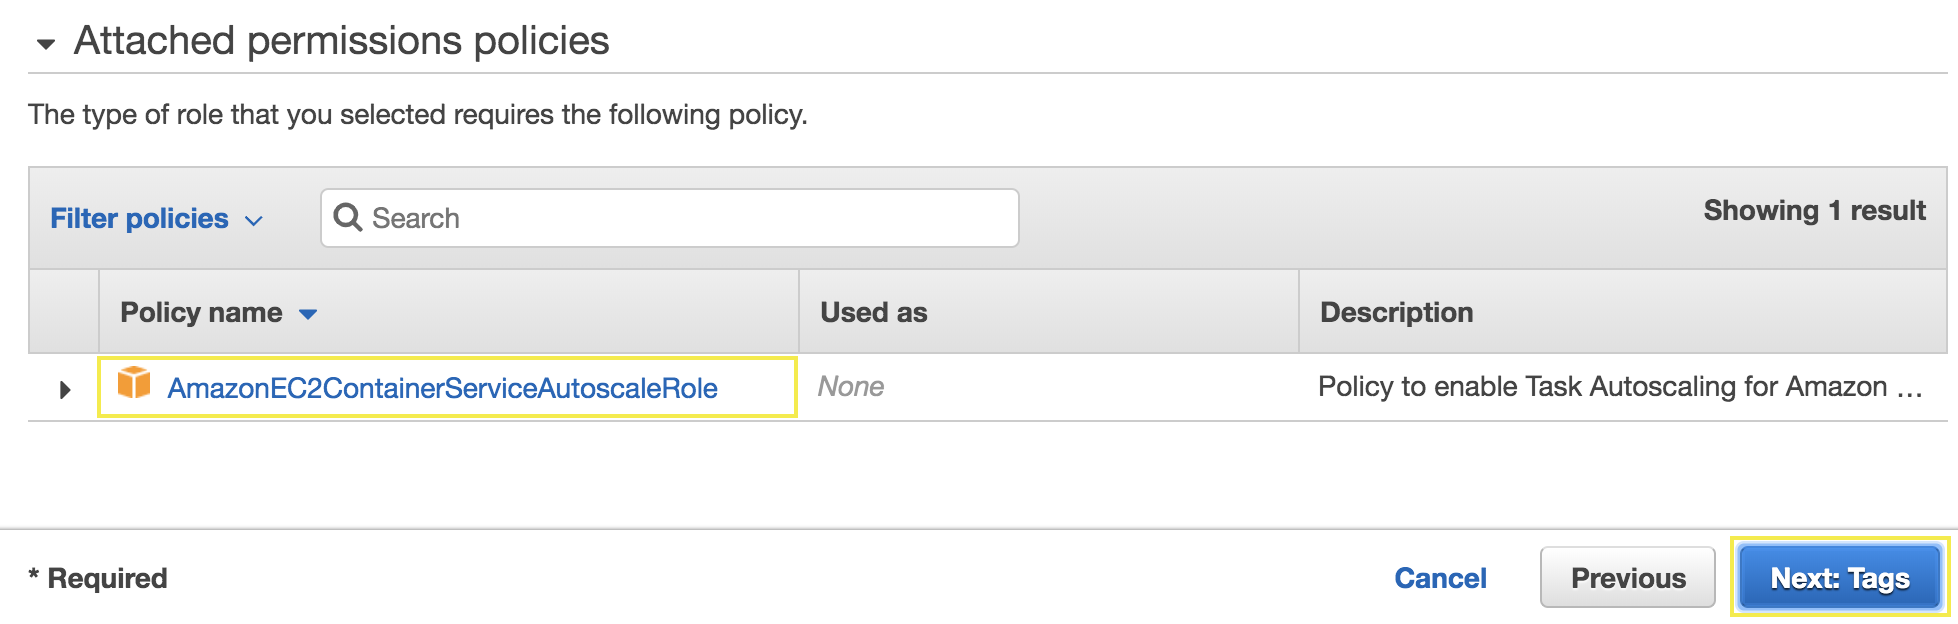 Attached permissions policies
The type of role that you selected requires the following policy.
Filter policies
Search
Showing 1 result
Policy name
Used as
Description
AmazonEC2ContainerServiceAutoscaleRole
None
Policy to enable Task Autoscaling for Amazon ...
* Required
Cancel
Previous
Next: Tags